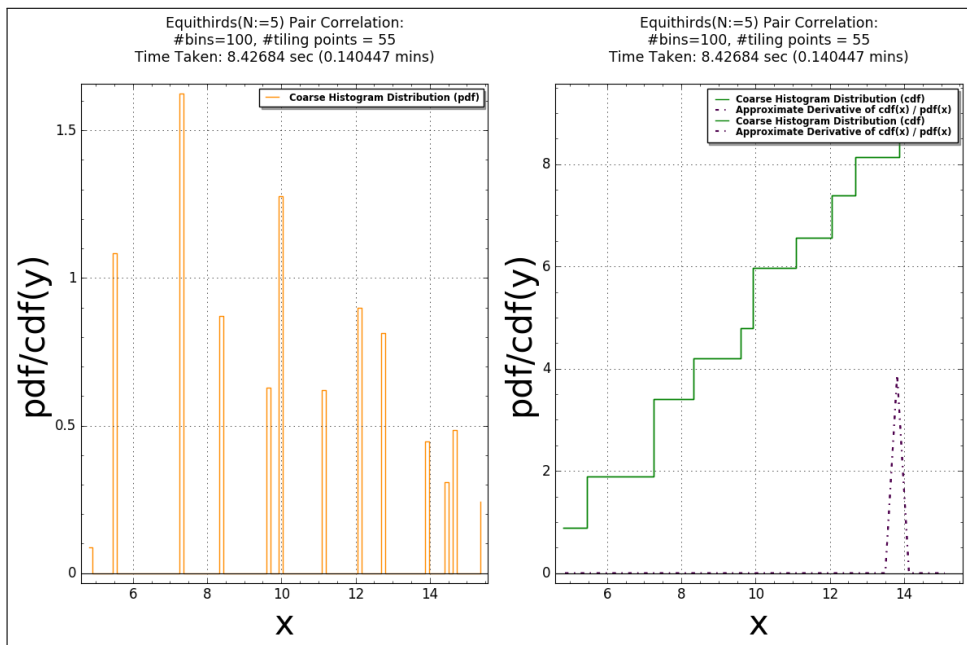 Equithirds(N:=5) Pair Correlation:
#bins=100, #tiling points = 55
Time Taken: 8.42684 sec (0.140447 mins)
Coarse Histogram Distribution (pdf)
1.5
1
0.5
0
pdf/cdf(y)
6 8 10 12 14
x
Equithirds(N:=5) Pair Correlation:
#bins=100, #tiling points = 55
Time Taken: 8.42684 sec (0.140447 mins)
Coarse Histogram Distribution (cdf)
Approximate Derivative of cdf(x) / pdf(x)
Coarse Histogram Distribution (cdf)
Approximate Derivative of cdf(x) / pdf(x)
8
6
4
2
0
pdf/cdf(y)
6 8 10 12 14
x